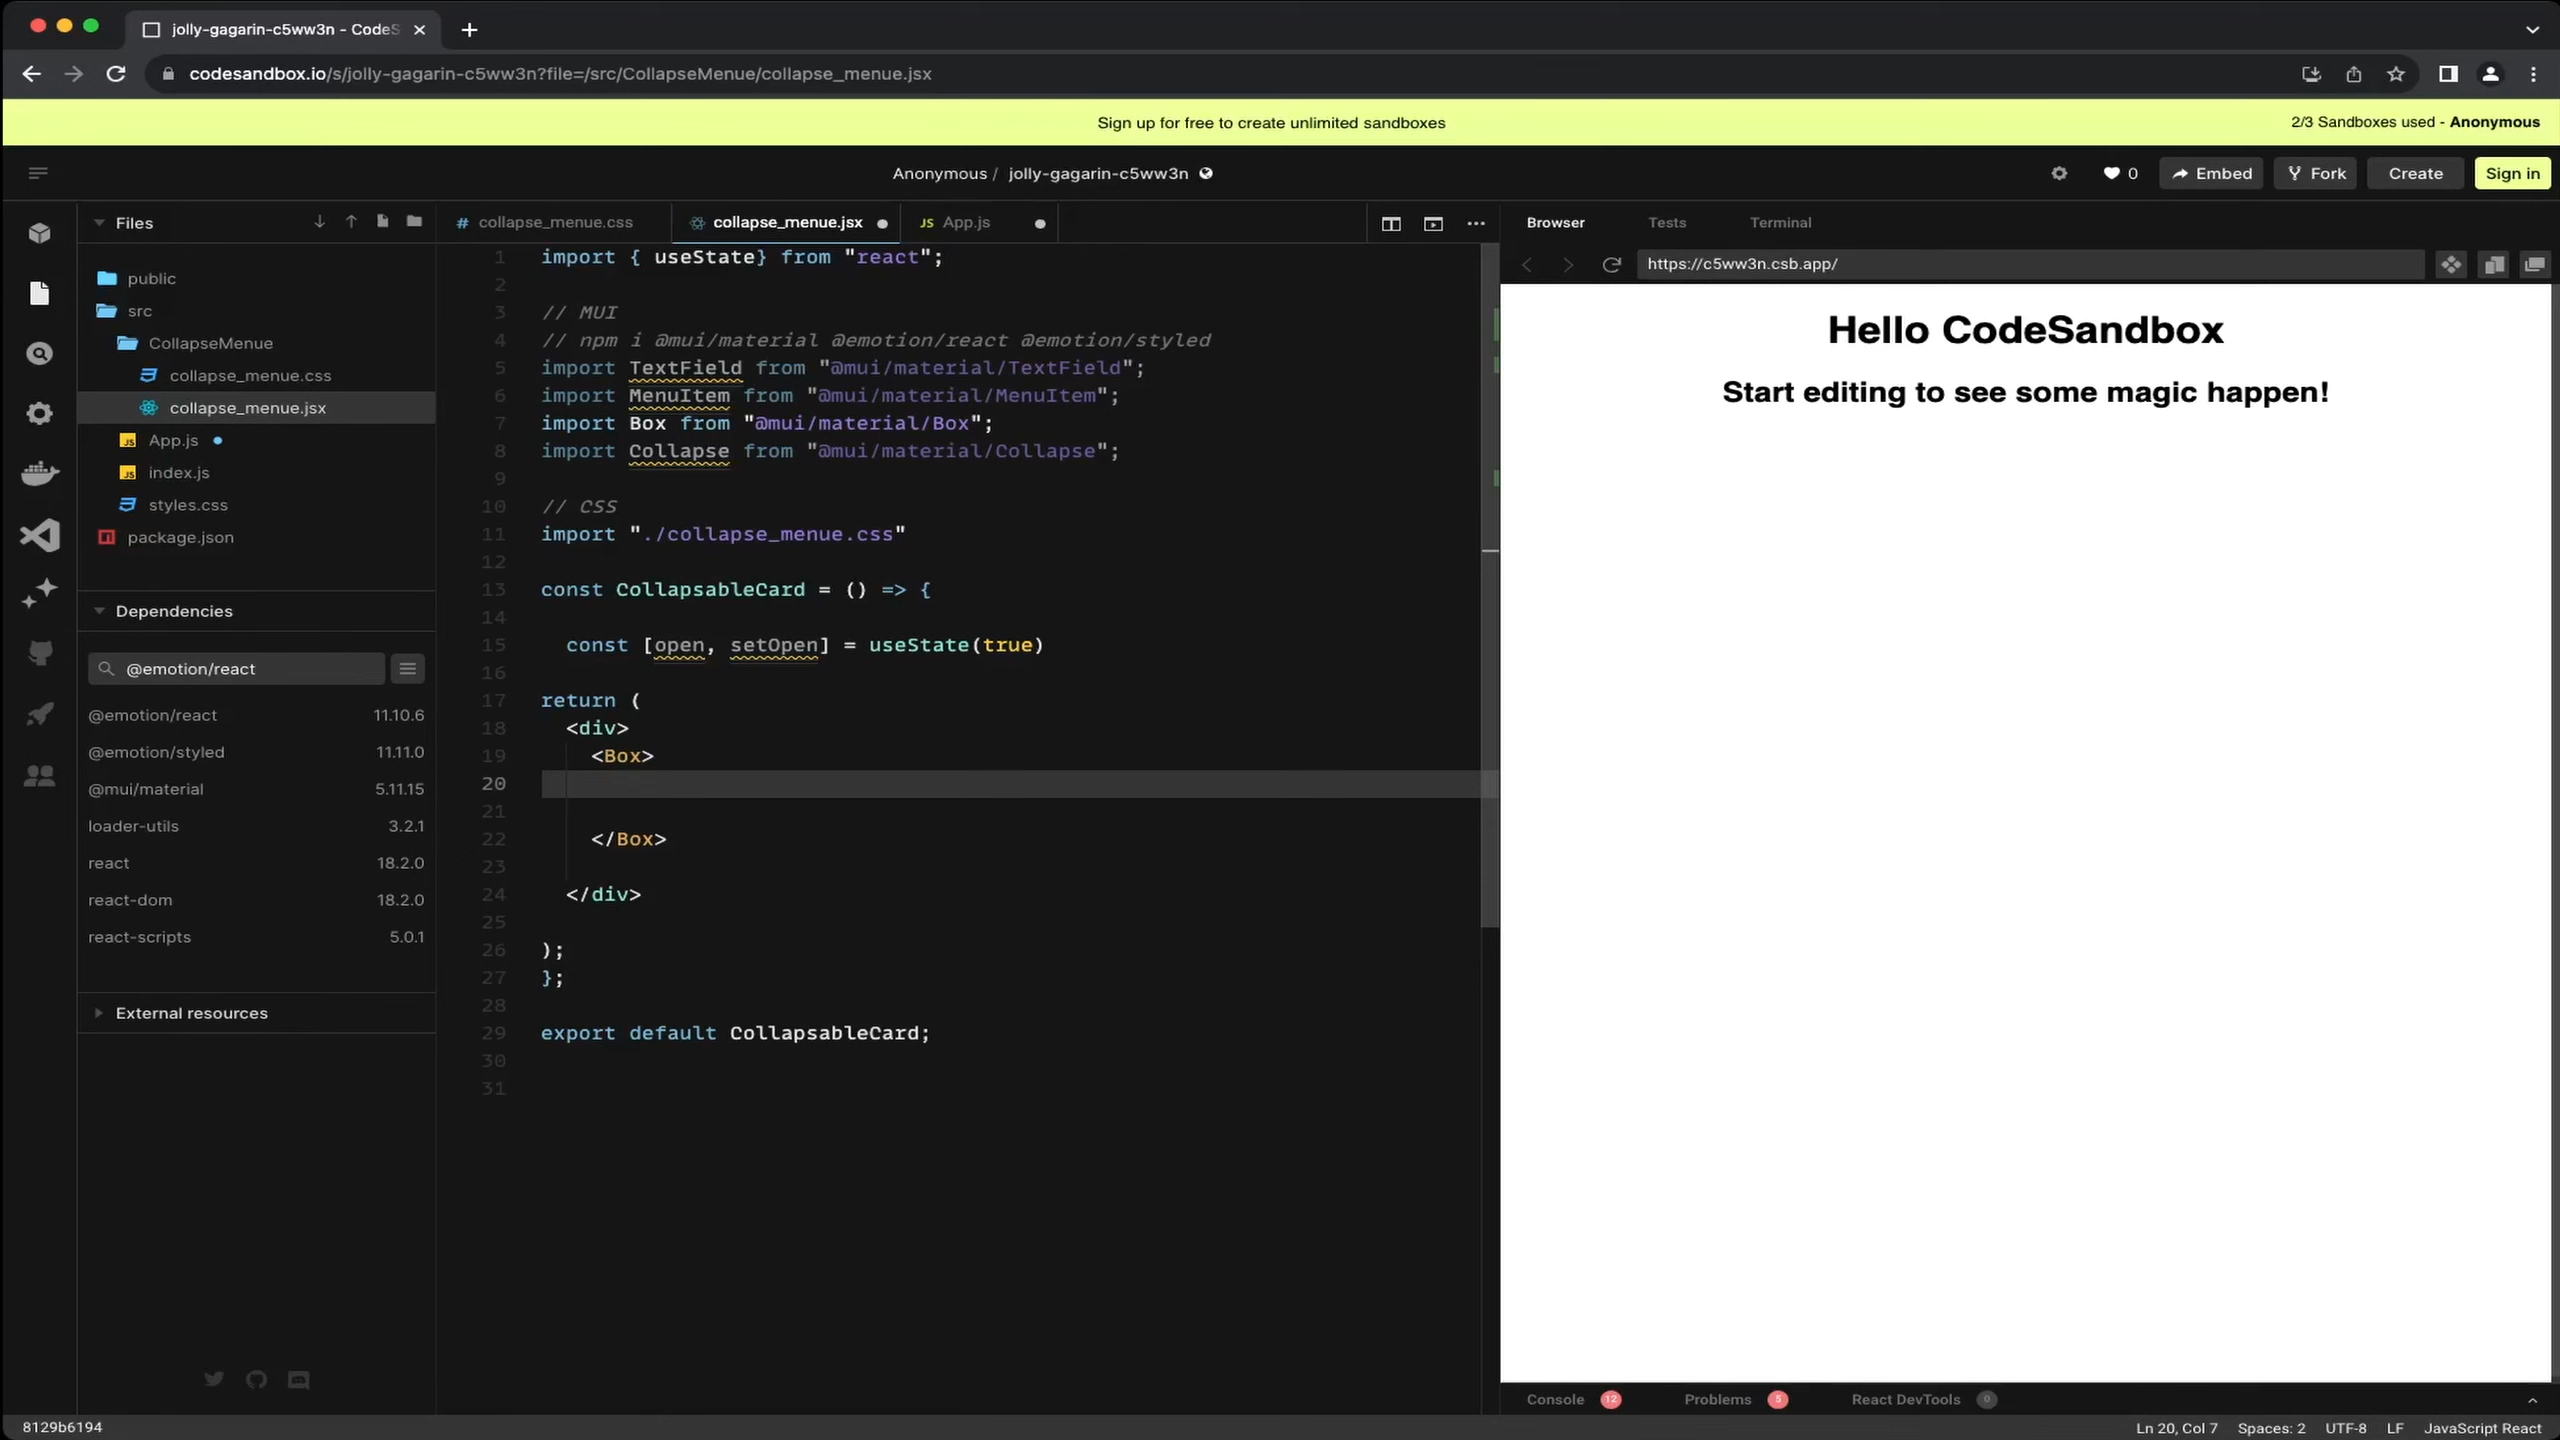 jolly-gagarin-c5ww3n - CodeS
codesandbox.io/s/jolly-gagarin-c5ww3n?file=/src/CollapseMenue/collapse_menue.jsx
Sign up for free to create unlimited sandboxes
2/3 Sandboxes used - Anonymous
Anonymous / jolly-gagarin-c5ww3n
0
Embed
Fork
Create
Sign in
Files
public
src
CollapseMenue
collapse_menue.css
collapse_menue.jsx
App.js
index.js
styles.css
package.json
Dependencies
@emotion/react
@emotion/react 11.10.6
@emotion/styled 11.11.0
@mui/material 5.11.15
loader-utils 3.2.1
react 18.2.0
react-dom 18.2.0
react-scripts 5.0.1
External resources
# collapse_menue.css
collapse_menue.jsx
JS App.js
1 import { useState} from "react";
2
3 // MUI
4 // npm i @mui/material @emotion/react @emotion/styled
5 import TextField from "@mui/material/TextField";
6 import MenuItem from "@mui/material/MenuItem";
7 import Box from "@mui/material/Box";
8 import Collapse from "@mui/material/Collapse";
9
10 // CSS
11 import "./collapse_menue.css"
12
13 const CollapsableCard = () => {
14
15 const [open, setOpen] = useState(true)
16
17 return (
18 <div>
19 <Box>
20
21
22 </Box>
23
24 </div>
25
26 );
27 };
28
29 export default CollapsableCard;
30
31
Browser
Tests
Terminal
https://c5ww3n.csb.app/
Hello CodeSandbox
Start editing to see some magic happen!
Console 12
Problems 5
React DevTools 0
8129b6194
Ln 20, Col 7
Spaces: 2
UTF-8
LF
JavaScript React